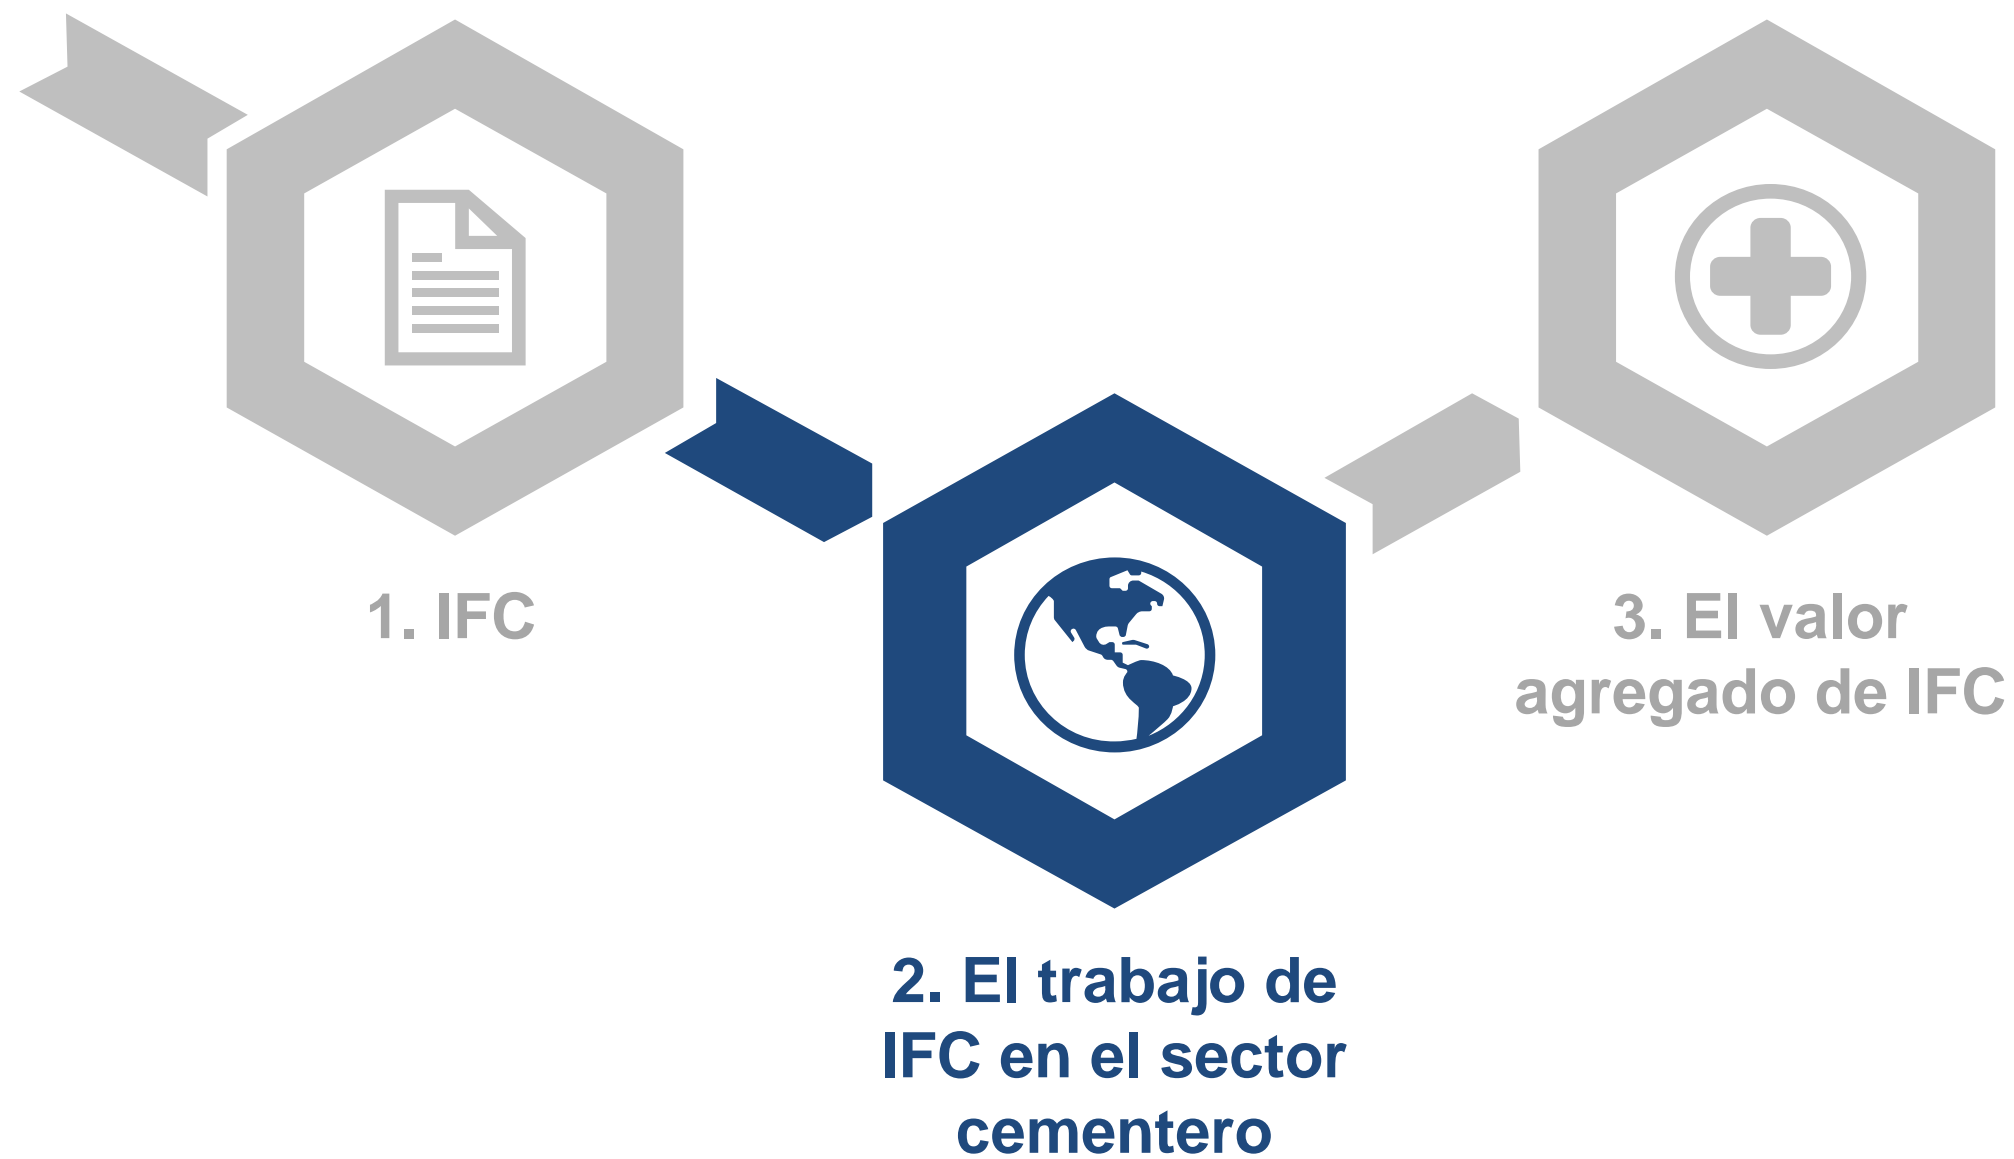 1. IFC
2. El trabajo de
IFC en el sector
cementero
3. El valor
agregado de IFC